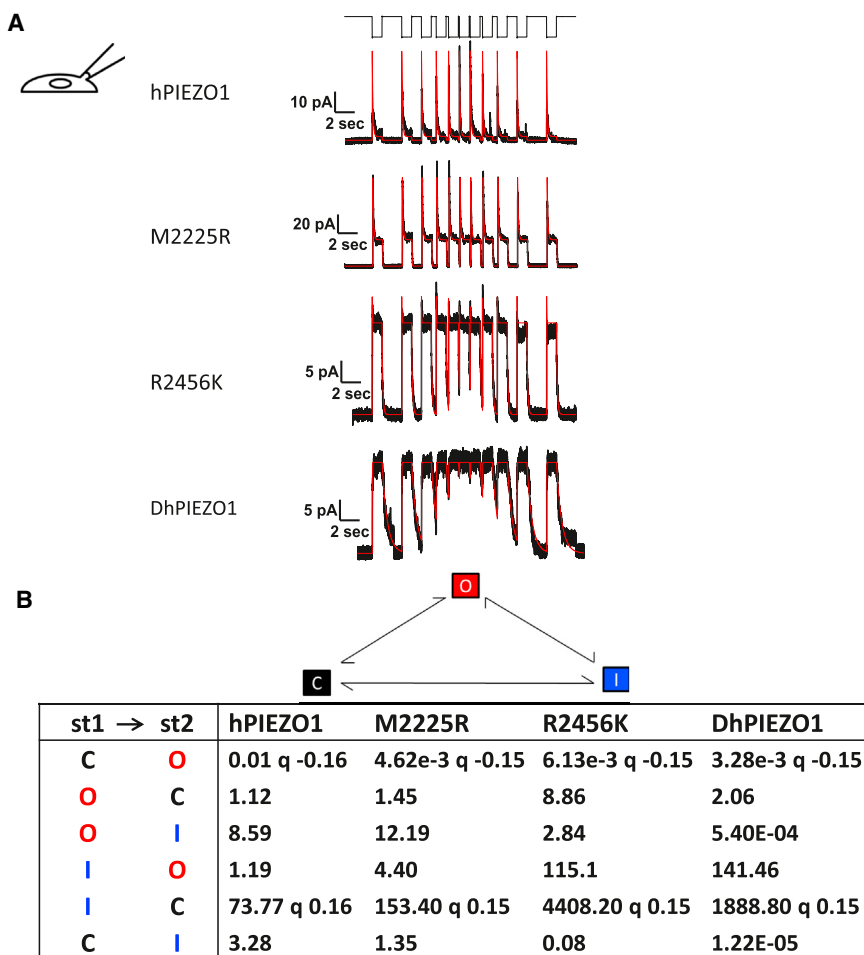 A
hPIEZO1
10 pA
2 sec
M2225R
20 pA
2 sec
R2456K
5 pA
2 sec
DhPIEZO1
5 pA
2 sec
B
O
C
I
st1 → st2 hPIEZO1 M2225R R2456K DhPIEZO1
C O 0.01 q -0.16 4.62e-3 q -0.15 6.13e-3 q -0.15 3.28e-3 q -0.15
O C 1.12 1.45 8.86 2.06
O I 8.59 12.19 2.84 5.40E-04
I O 1.19 4.40 115.1 141.46
I C 73.77 q 0.16 153.40 q 0.15 4408.20 q 0.15 1888.80 q 0.15
C I 3.28 1.35 0.08 1.22E-05